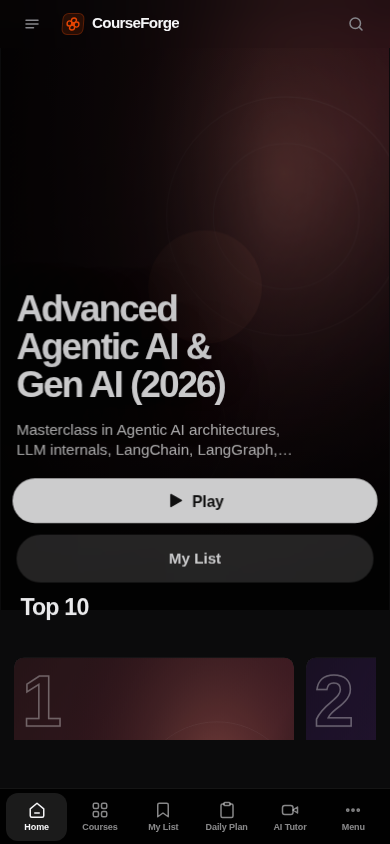 CourseForge
Advanced
Agentic AI &
Gen AI (2026)
Masterclass in Agentic AI architectures,
LLM internals, LangChain, LangGraph,…
Play
My List
Top 10
1
2
Home
Courses
My List
Daily Plan
AI Tutor
Menu